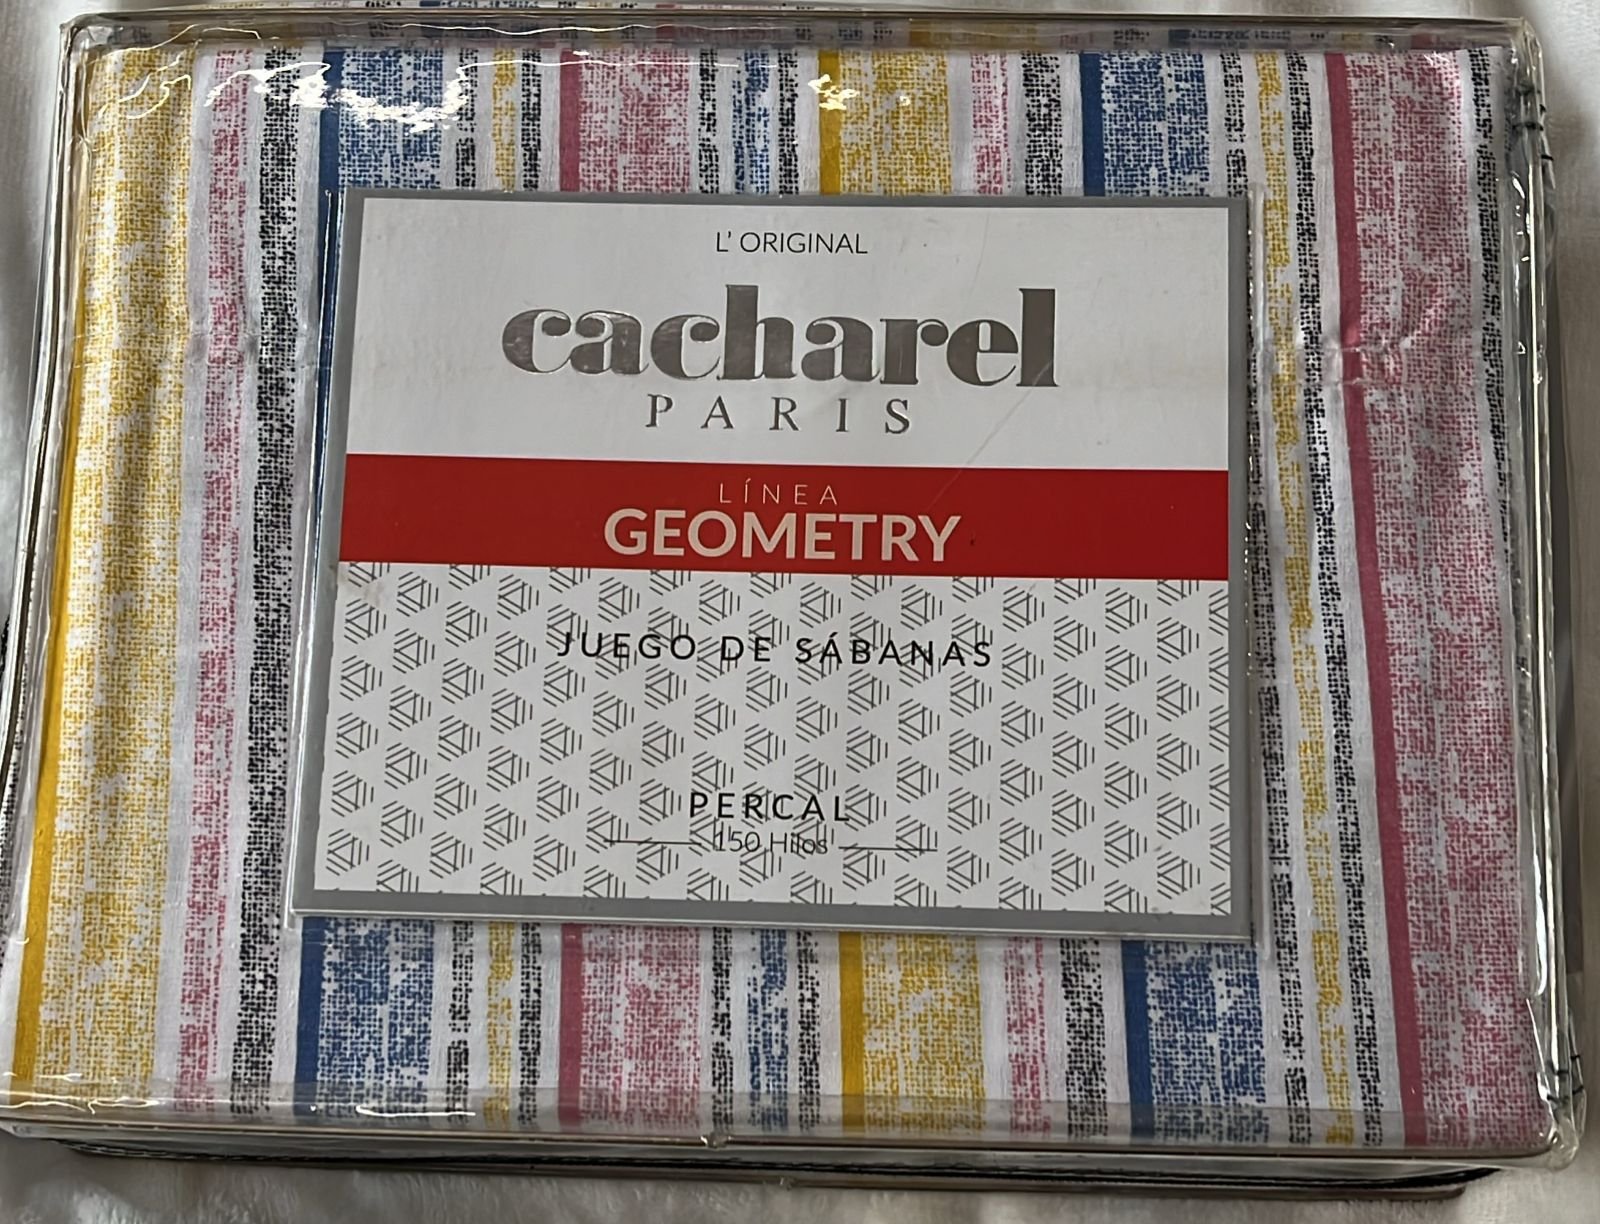 L' ORIGINAL
cacharel
PARIS
LÍNEA
GEOMETRY
JUEGO DE SÁBANAS
PERCAL
150 Hilos